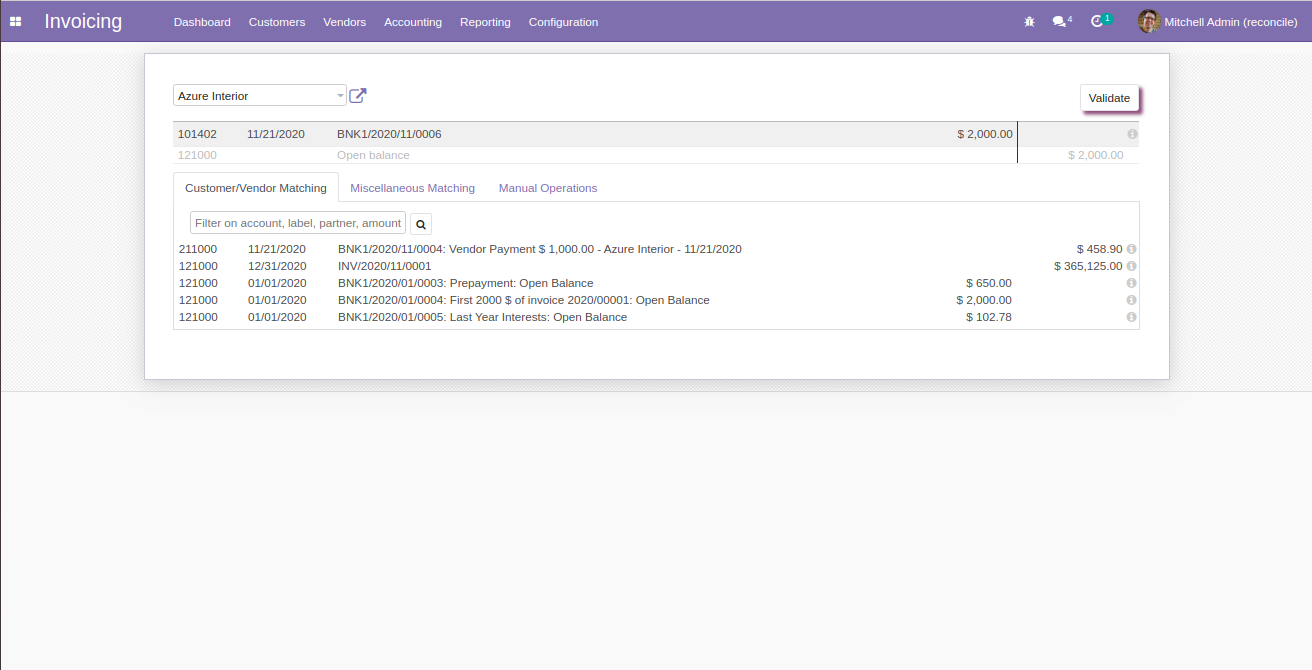 Invoicing Dashboard Customers Vendors Accounting Reporting Configuration 4 1 Mitchell Admin (reconcile)
Azure Interior Validate
101402 11/21/2020 BNK1/2020/11/0006 $ 2,000.00
121000 Open balance $ 2,000.00
Customer/Vendor Matching Miscellaneous Matching Manual Operations
Filter on account, label, partner, amount
211000 11/21/2020 BNK1/2020/11/0004: Vendor Payment $ 1,000.00 - Azure Interior - 11/21/2020 $ 458.90
121000 12/31/2020 INV/2020/11/0001 $ 365,125.00
121000 01/01/2020 BNK1/2020/01/0003: Prepayment: Open Balance $ 650.00
121000 01/01/2020 BNK1/2020/01/0004: First 2000 $ of invoice 2020/00001: Open Balance $ 2,000.00
121000 01/01/2020 BNK1/2020/01/0005: Last Year Interests: Open Balance $ 102.78